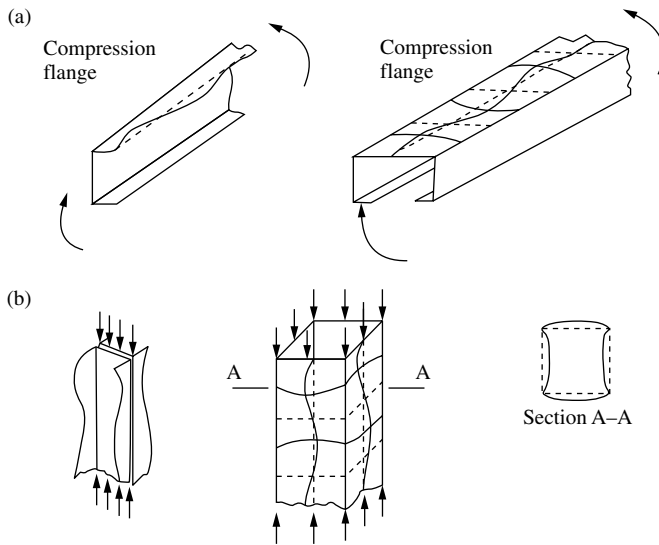 (a)
Compression
flange
Compression
flange
(b)
A
A
Section A–A